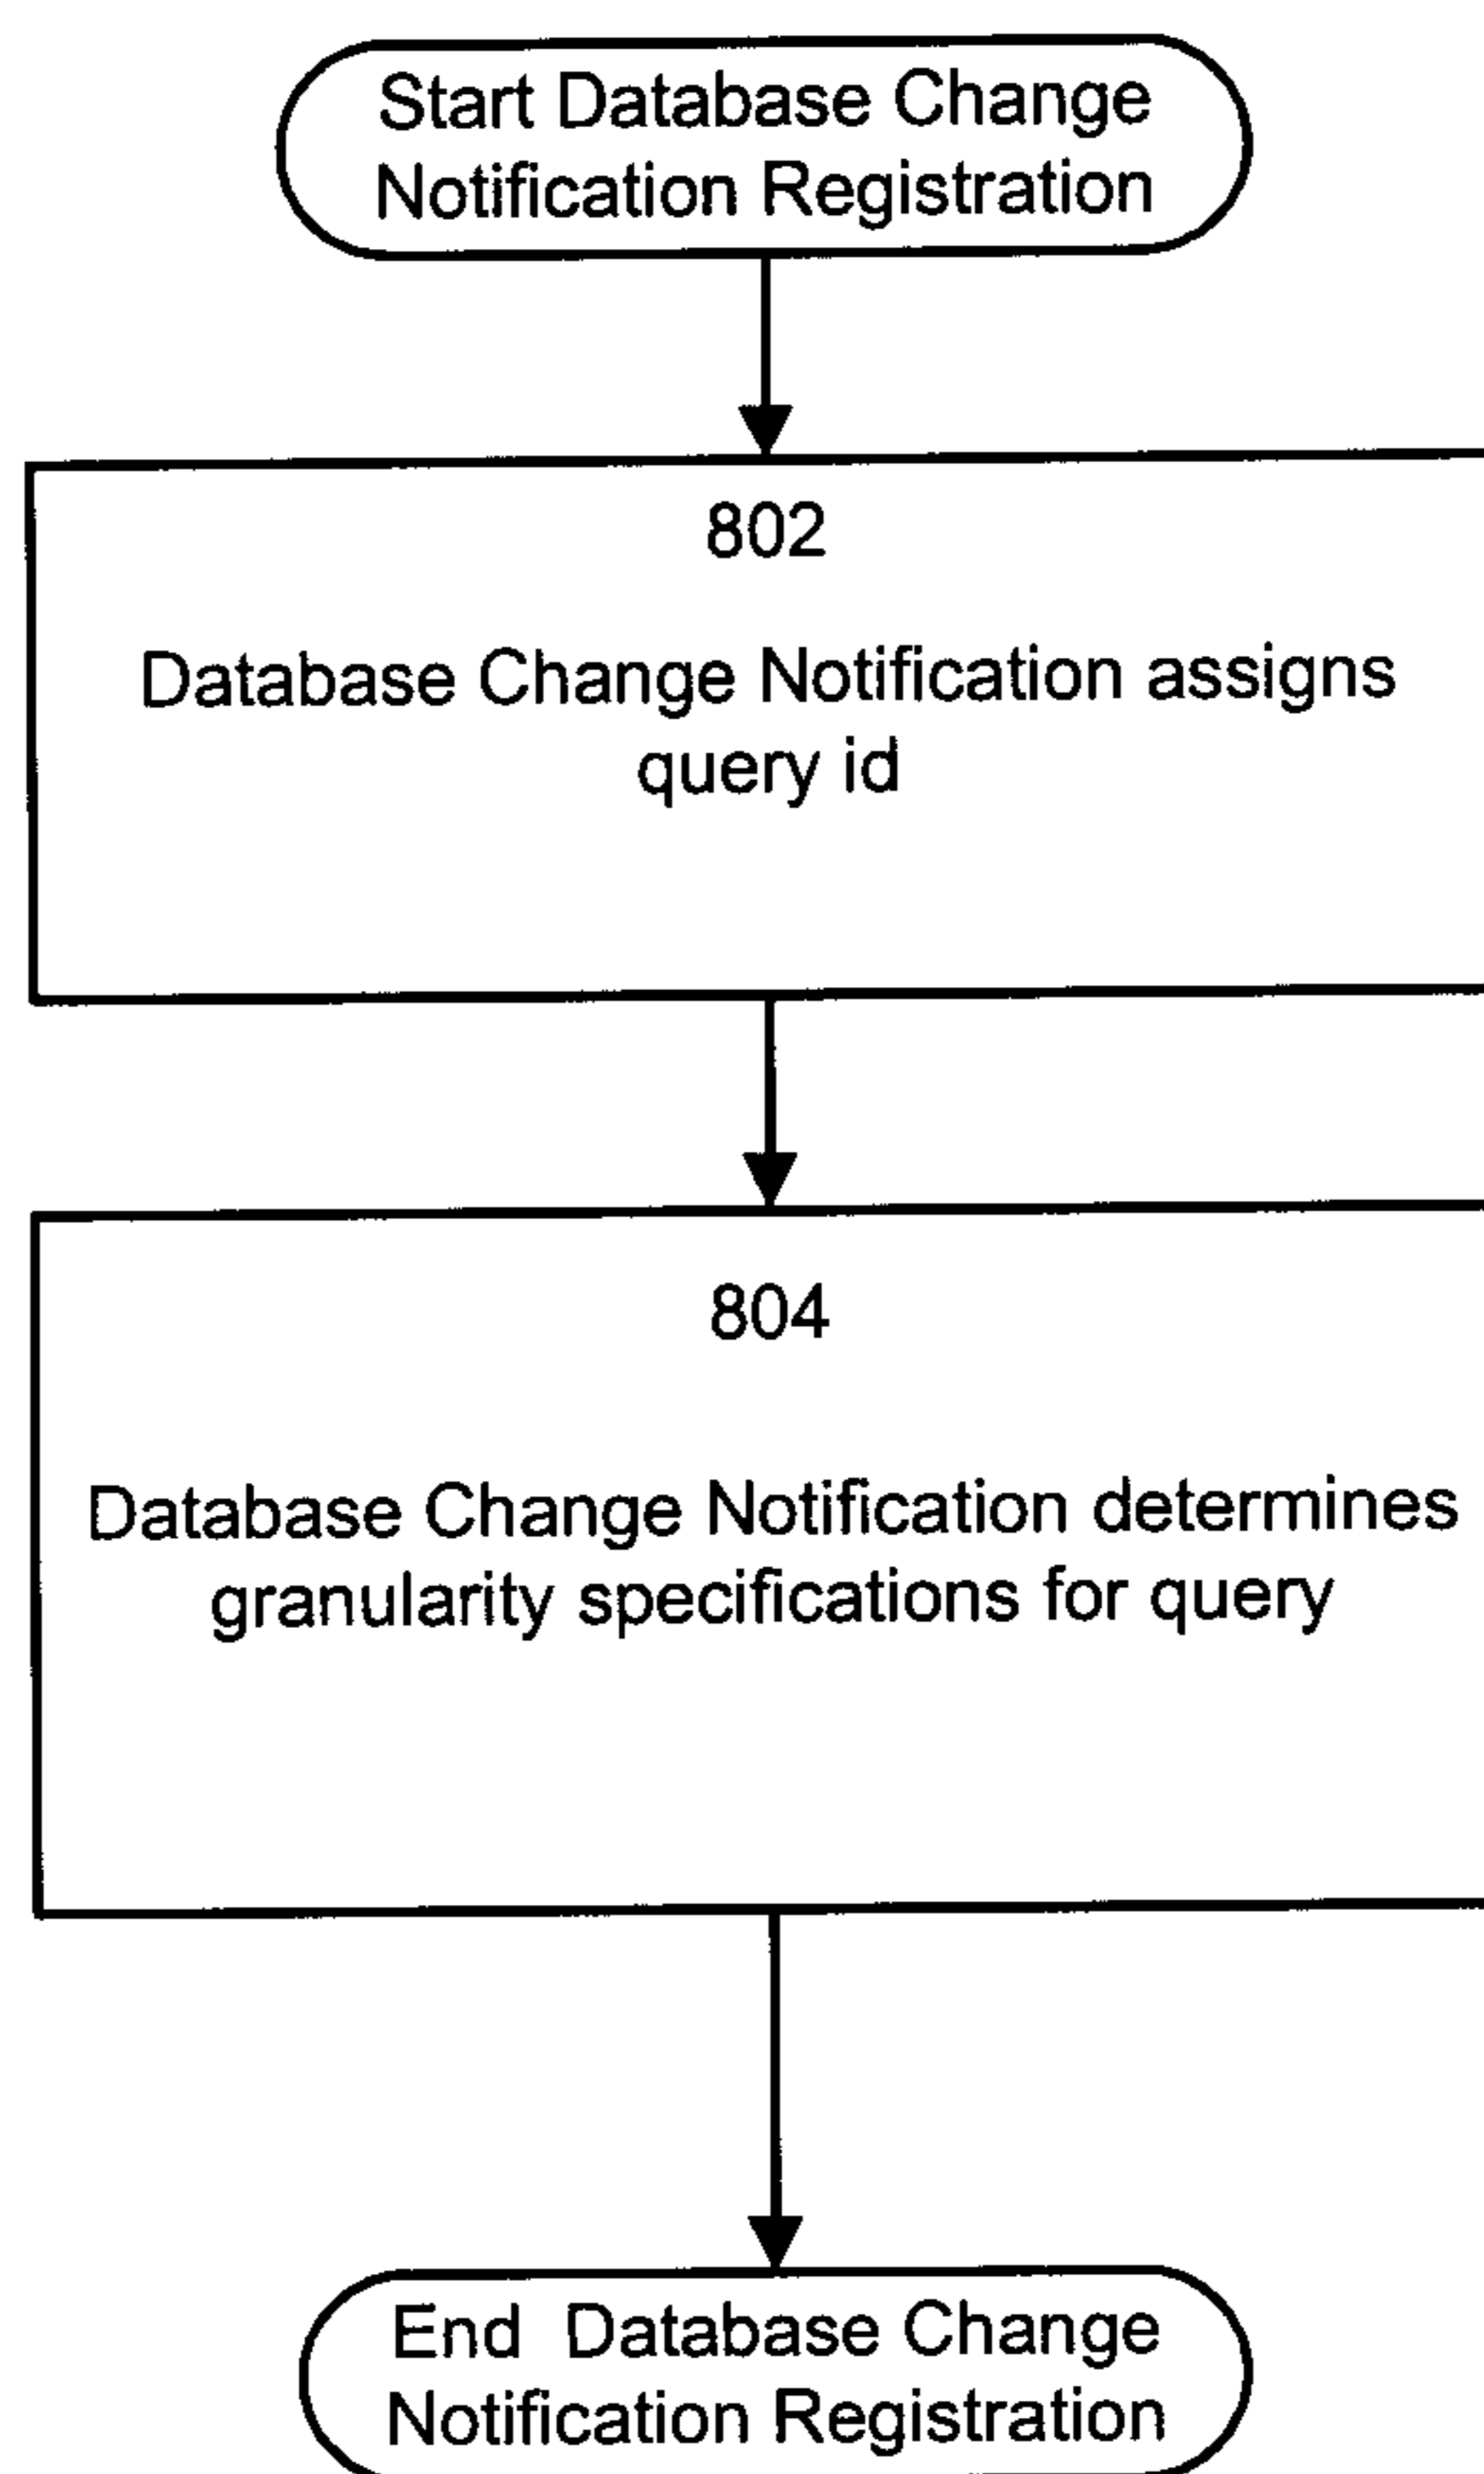 Start Database Change
Notification Registration
802
Database Change Notification assigns
query id
804
Database Change Notification determines
granularity specifications for query
End Database Change
Notification Registration